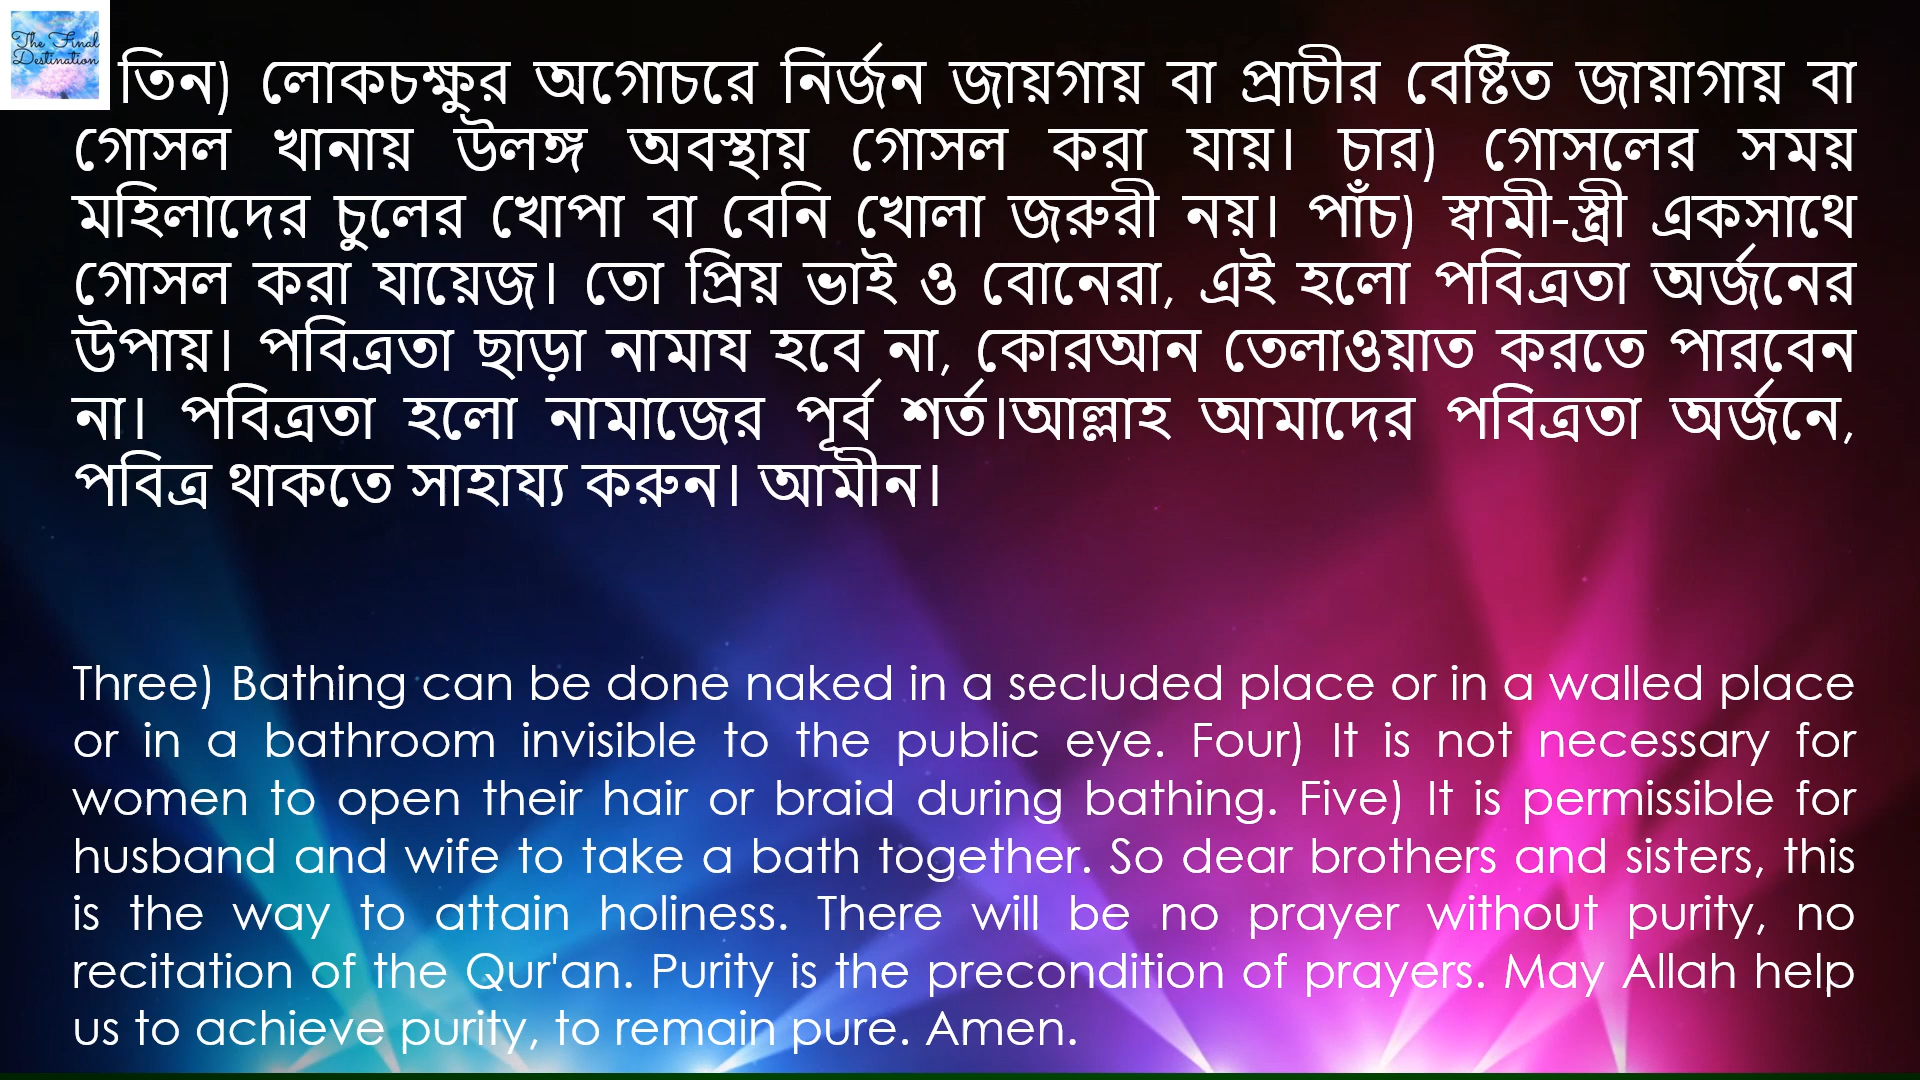 The Final
Destination
তিন) লোকচক্ষুর অগোচরে নির্জন জায়গায় বা প্রাচীর বেষ্টিত জায়াগায় বা
গোসল খানায় উলঙ্গ অবস্থায় গোসল করা যায়। চার) গোসলের সময়
মহিলাদের চুলের খোপা বা বেনি খোলা জরুরী নয়। পাঁচ) স্বামী-স্ত্রী একসাথে
গোসল করা যায়েজ। তো প্রিয় ভাই ও বোনেরা, এই হলো পবিত্রতা অর্জনের
উপায়। পবিত্রতা ছাড়া নামায হবে না, কোরআন তেলাওয়াত করতে পারবেন
না। পবিত্রতা হলো নামাজের পূর্ব শর্ত।আল্লাহ আমাদের পবিত্রতা অর্জনে,
পবিত্র থাকতে সাহায্য করুন। আমীন।
Three) Bathing can be done naked in a secluded place or in a walled place
or in a bathroom invisible to the public eye. Four) It is not necessary for
women to open their hair or braid during bathing. Five) It is permissible for
husband and wife to take a bath together. So dear brothers and sisters, this
is the way to attain holiness. There will be no prayer without purity, no
recitation of the Qur'an. Purity is the precondition of prayers. May Allah help
us to achieve purity, to remain pure. Amen.